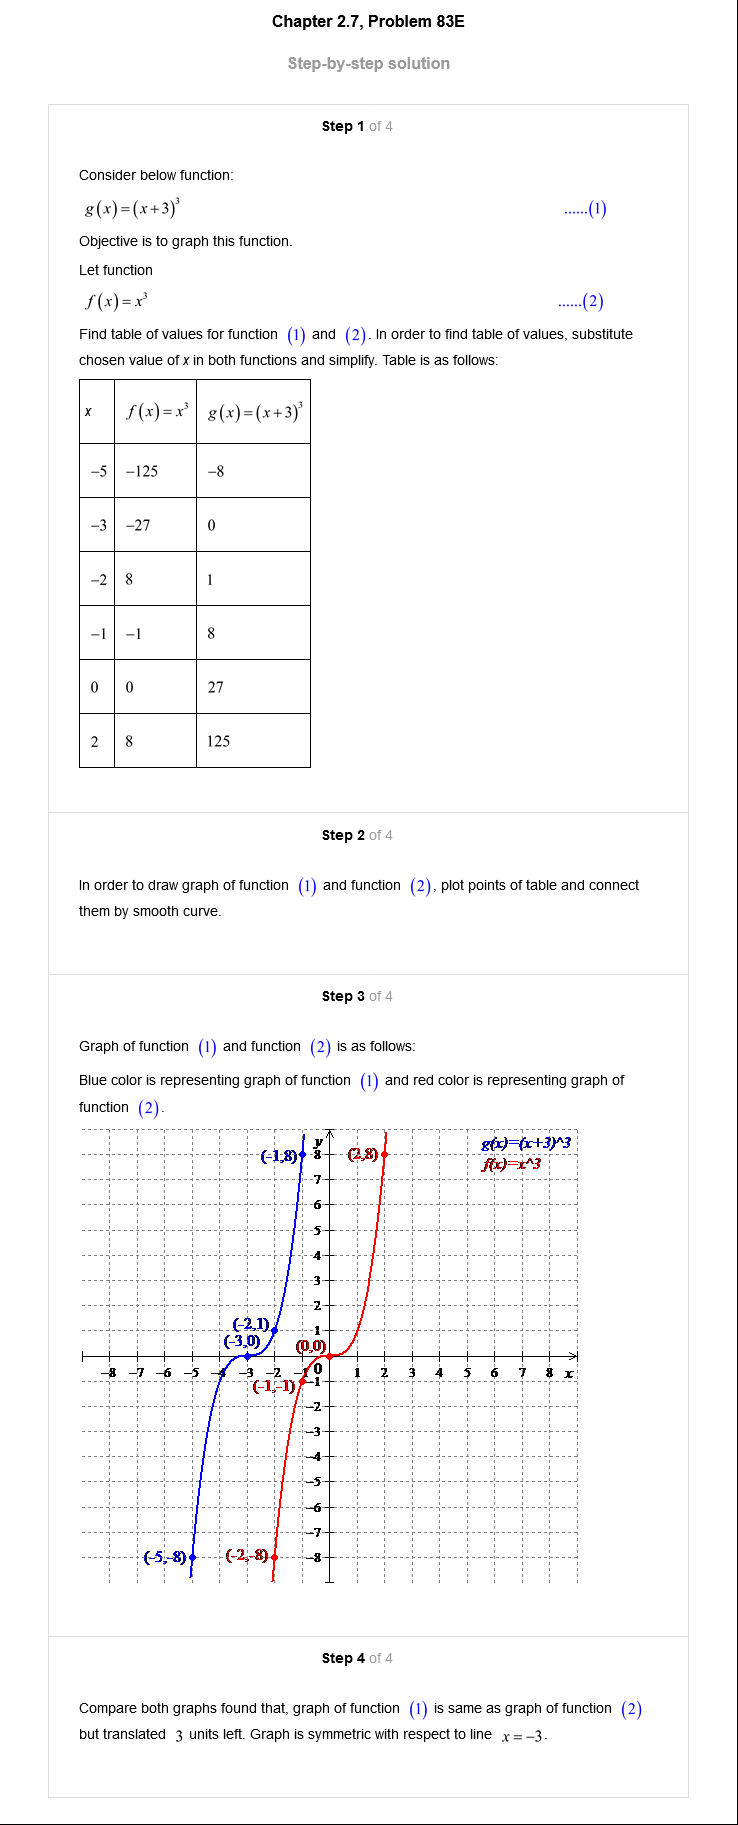 Chapter 2.7, Problem 83E
Step-by-step solution
Step 1 of 4
Consider below function:
g(x)=(x+3)³ ......(1)
Objective is to graph this function.
Let function
f(x)=x³ ......(2)
Find table of values for function (1) and (2). In order to find table of values, substitute
chosen value of x in both functions and simplify. Table is as follows:
x f(x)=x³ g(x)=(x+3)³
−5 −125 −8
−3 −27 0
−2 8 1
−1 −1 8
0 0 27
2 8 125
Step 2 of 4
In order to draw graph of function (1) and function (2), plot points of table and connect
them by smooth curve.
Step 3 of 4
Graph of function (1) and function (2) is as follows:
Blue color is representing graph of function (1) and red color is representing graph of
function (2).
y
g(x)=(x+3)^3
f(x)=x^3
(-1,8) 8 (2,8)
7
6
5
4
3
2
(-2,1) 1
(-3,0) (0,0)
−8 −7 −6 −5 −4 −3 −2 −1 0 1 2 3 4 5 6 7 8 x
(-1,-1) −1
−2
−3
−4
−5
−6
−7
(-5,-8) (-2,-8) −8
Step 4 of 4
Compare both graphs found that, graph of function (1) is same as graph of function (2)
but translated 3 units left. Graph is symmetric with respect to line x=−3.